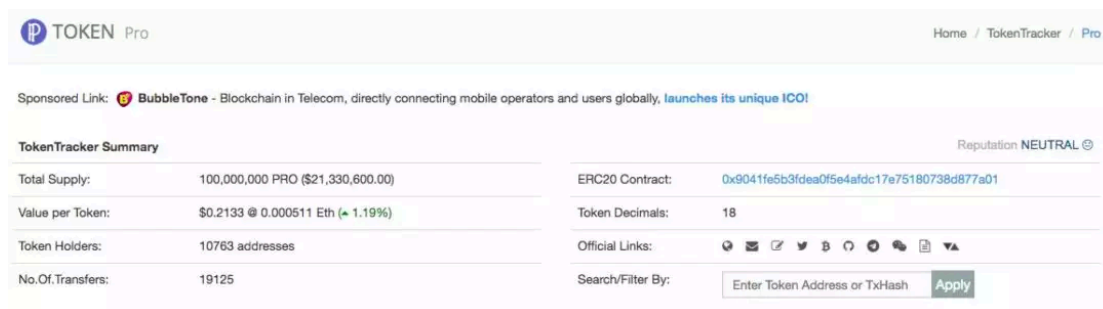 TOKEN Pro
Home / TokenTracker / Pro
Sponsored Link: BubbleTone - Blockchain in Telecom, directly connecting mobile operators and users globally, launches its unique ICO!
TokenTracker Summary
Reputation NEUTRAL
Total Supply: 100,000,000 PRO ($21,330,600.00)
ERC20 Contract: 0x9041fe5b3fdea0f5e4afdc17e75180738d877a01
Value per Token: $0.2133 @ 0.000511 Eth (▲ 1.19%)
Token Decimals: 18
Token Holders: 10763 addresses
Official Links:
No.Of.Transfers: 19125
Search/Filter By: Enter Token Address or TxHash Apply